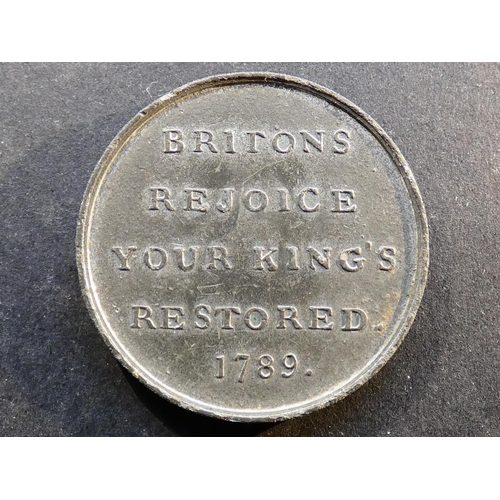 BRITONS
REJOICE
YOUR KING'S
RESTORED.
1789.